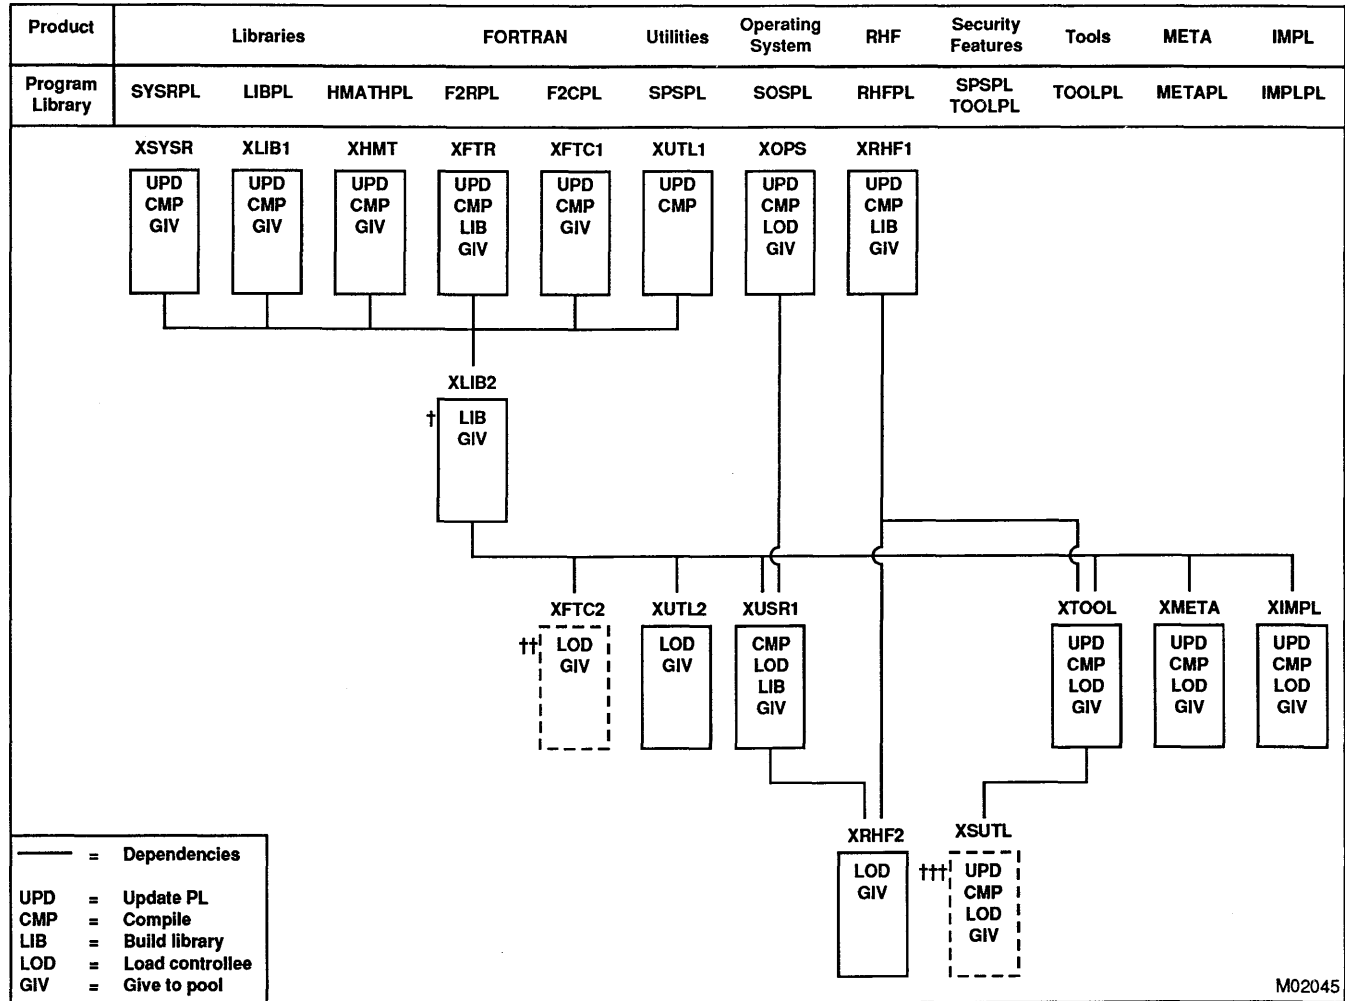 Product Libraries FORTRAN Utilities Operating System RHF Security Features Tools META IMPL
Program Library SYSRPL LIBPL HMATHPL F2RPL F2CPL SPSPL SOSPL RHFPL SPSPL TOOLPL TOOLPL METAPL IMPLPL
XSYSR XLIB1 XHMT XFTR XFTC1 XUTL1 XOPS XRHF1
UPD UPD UPD UPD UPD UPD UPD UPD
CMP CMP CMP CMP CMP CMP CMP CMP
GIV GIV GIV LIB GIV LOD LIB
GIV GIV GIV
XLIB2
† LIB
GIV
XFTC2 XUTL2 XUSR1 XTOOL XMETA XIMPL
†† LOD LOD CMP UPD UPD UPD
GIV GIV LOD CMP CMP CMP
LIB LOD LOD LOD
GIV GIV GIV GIV
XRHF2 XSUTL
LOD ††† UPD
GIV CMP
LOD
GIV
= Dependencies
UPD = Update PL
CMP = Compile
LIB = Build library
LOD = Load controllee
GIV = Give to pool
M02045